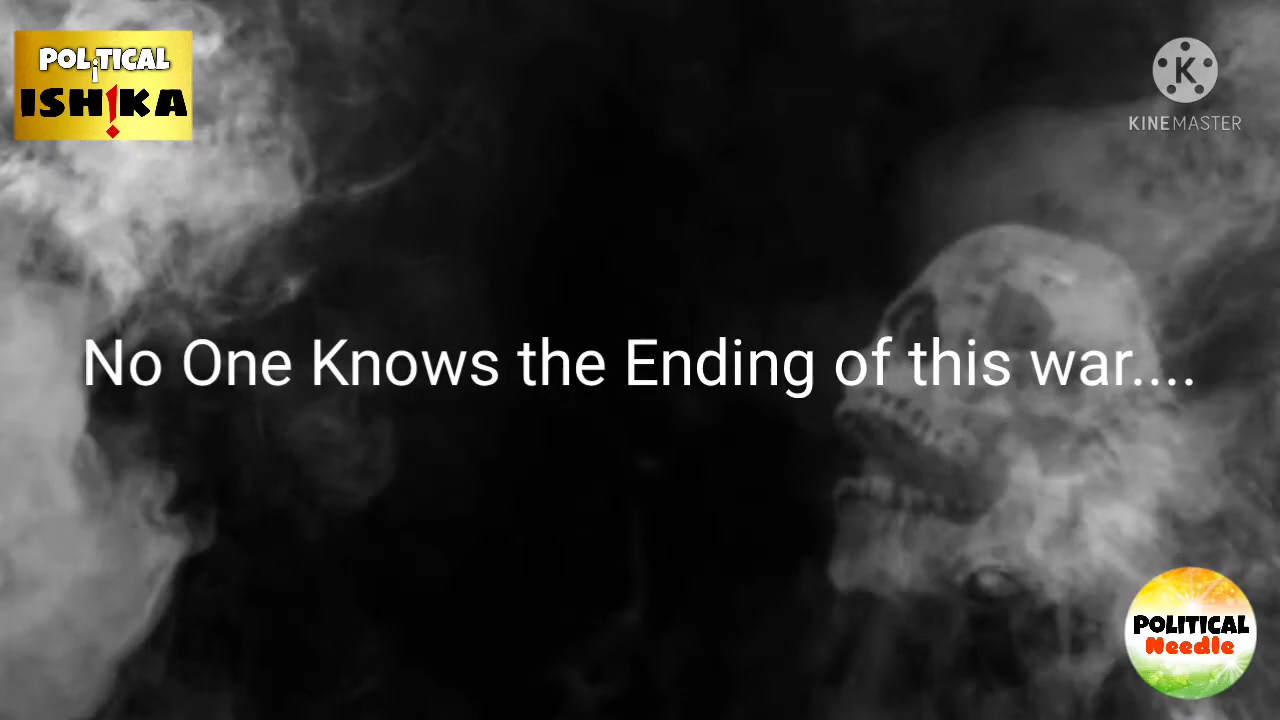 POLiTICAL
ISH!KA
KINEMASTER
No One Knows the Ending of this war....
POLITICAL
Needle